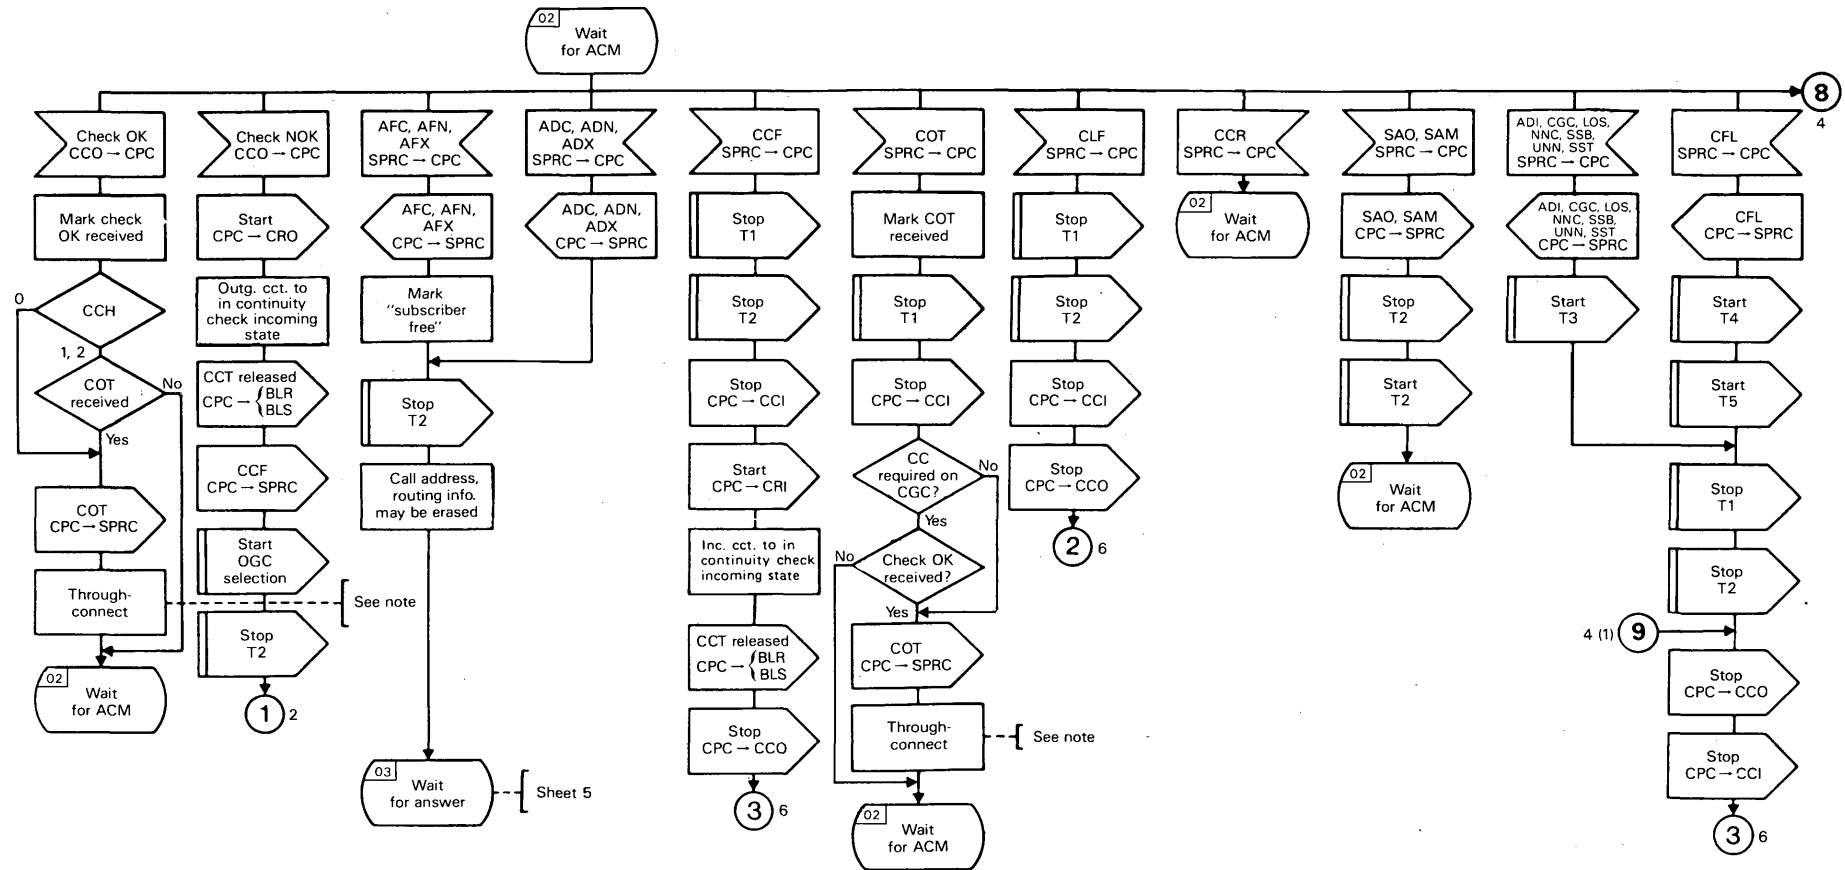 02
Wait
for ACM
8
4
Check OK
CCO → CPC
Mark check
OK received
CCH
0
1, 2
COT
received
No
Yes
COT
CPC → SPRC
Through-
connect
See note
02
Wait
for ACM
Check NOK
CCO → CPC
Start
CPC → CRO
Outg. cct. to
in continuity
check incoming
state
CCT released
CPC → { BLR
BLS
CCF
CPC → SPRC
Start
OGC
selection
Stop
T2
1
2
AFC, AFN,
AFX
SPRC → CPC
AFC, AFN,
AFX
CPC → SPRC
Mark
"subscriber
free"
Stop
T2
Call address,
routing info.
may be erased
03
Wait
for answer
Sheet 5
ADC, ADN,
ADX
SPRC → CPC
ADC, ADN,
ADX
CPC → SPRC
CCF
SPRC → CPC
Stop
T1
Stop
T2
Stop
CPC → CCI
Start
CPC → CRI
Inc. cct. to in
continuity check
incoming state
CCT released
CPC → { BLR
BLS
Stop
CPC → CCO
3
6
COT
SPRC → CPC
Mark COT
received
Stop
T1
Stop
CPC → CCI
CC
required on
CGC?
No
Yes
Check OK
received?
No
Yes
COT
CPC → SPRC
Through-
connect
See note
02
Wait
for ACM
CLF
SPRC → CPC
Stop
T1
Stop
T2
Stop
CPC → CCI
Stop
CPC → CCO
2
6
CCR
SPRC → CPC
02
Wait
for ACM
SAO, SAM
SPRC → CPC
SAO, SAM
CPC → SPRC
Stop
T2
Start
T2
02
Wait
for ACM
ADI, CGC, LOS,
NNC, SSB,
UNN, SST
SPRC → CPC
ADI, CGC, LOS,
NNC, SSB,
UNN, SST
CPC → SPRC
Start
T3
CFL
SPRC → CPC
CFL
CPC → SPRC
Start
T4
Start
T5
Stop
T1
Stop
T2
4 (1)
9
Stop
CPC → CCO
Stop
CPC → CCI
3
6